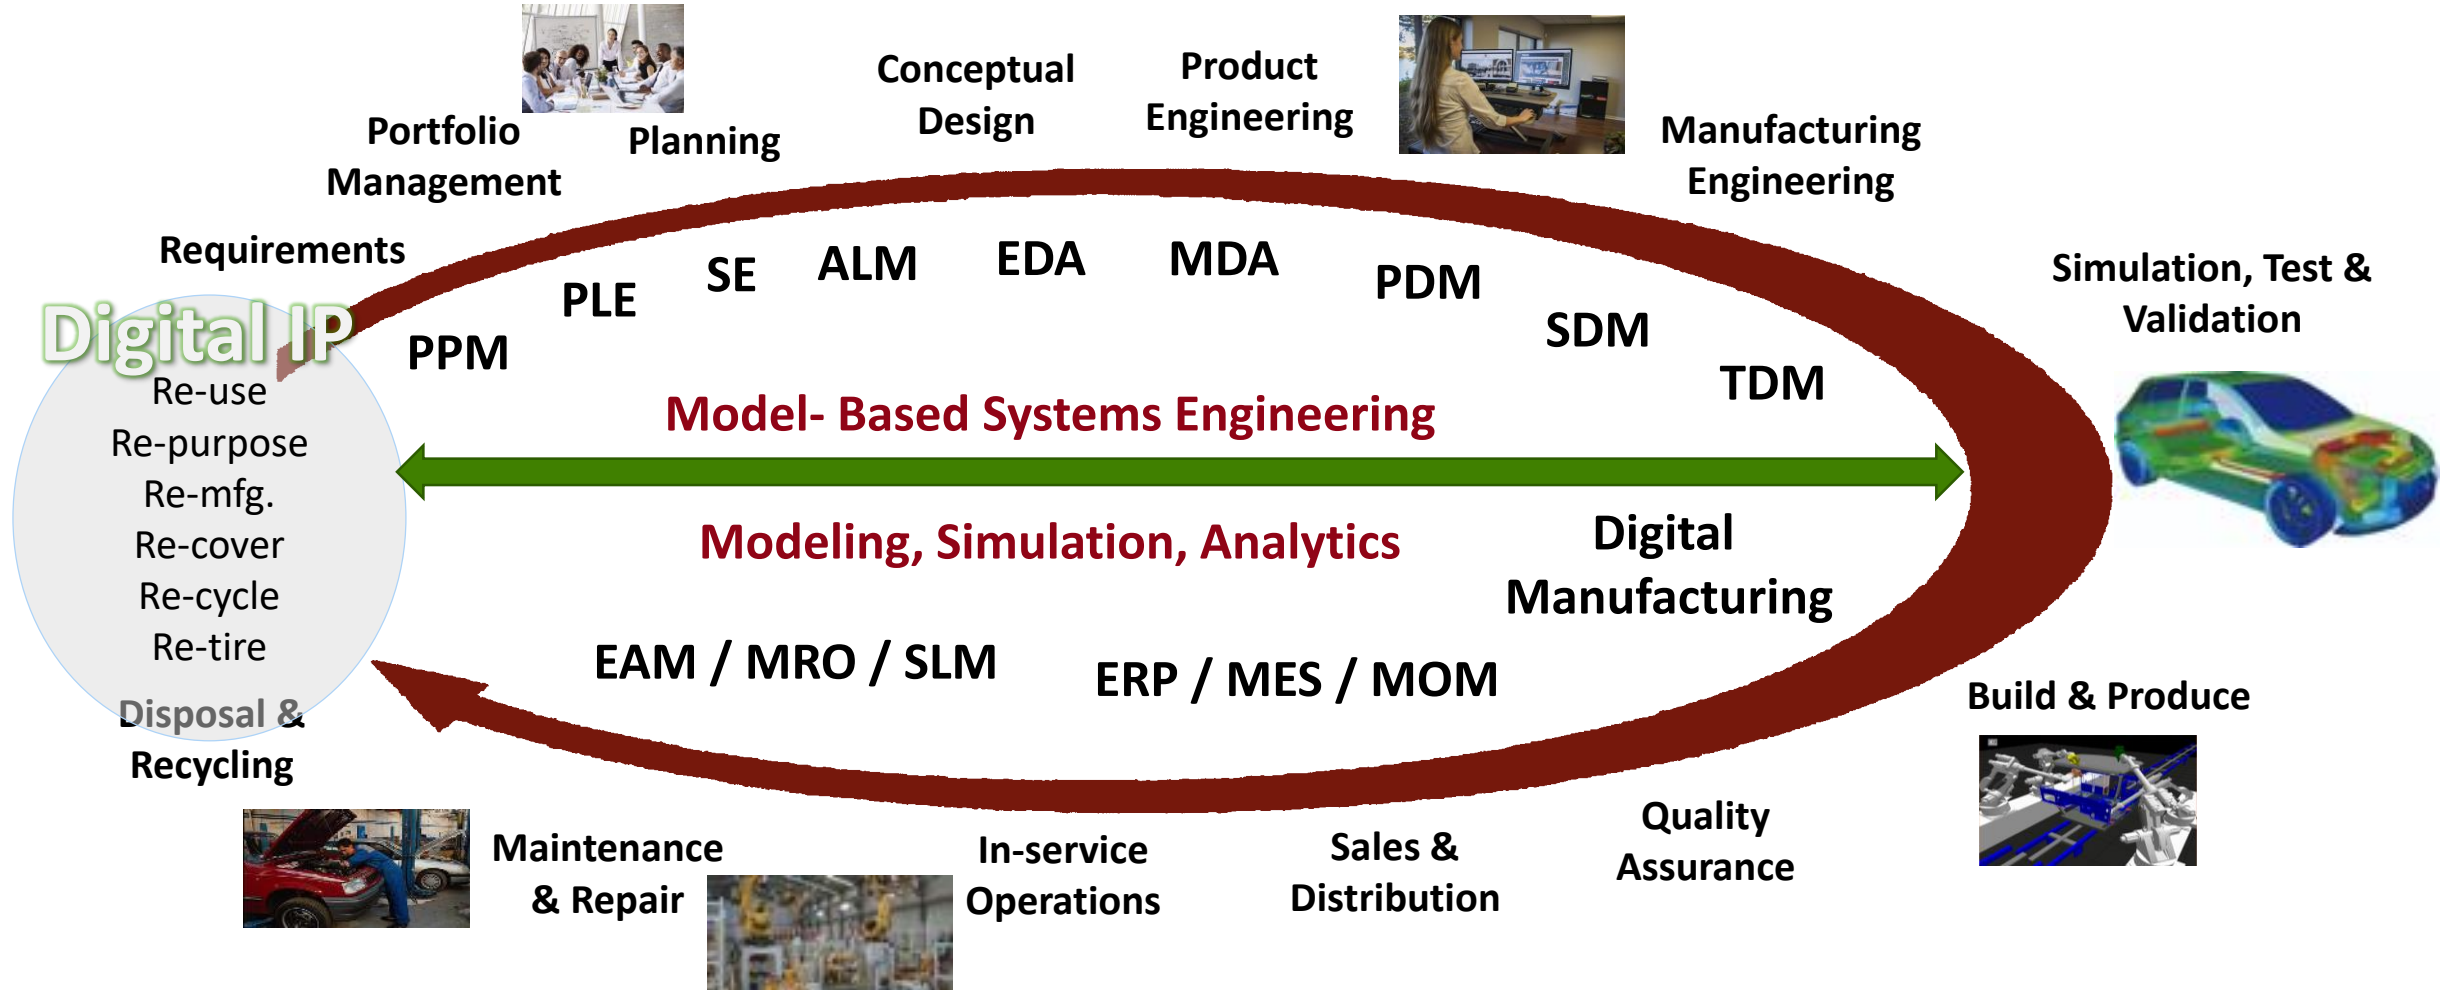 Conceptual
Design
Product
Engineering
Portfolio
Management
Planning
Manufacturing
Engineering
Requirements
Simulation, Test &
Validation
PPM
PLE
SE
ALM
EDA
MDA
PDM
SDM
TDM
Digital IP
Re-use
Re-purpose
Re-mfg.
Re-cover
Re-cycle
Re-tire
Disposal &
Recycling
Model- Based Systems Engineering
Modeling, Simulation, Analytics
Digital
Manufacturing
EAM / MRO / SLM
ERP / MES / MOM
Build & Produce
Quality
Assurance
Sales &
Distribution
In-service
Operations
Maintenance
& Repair